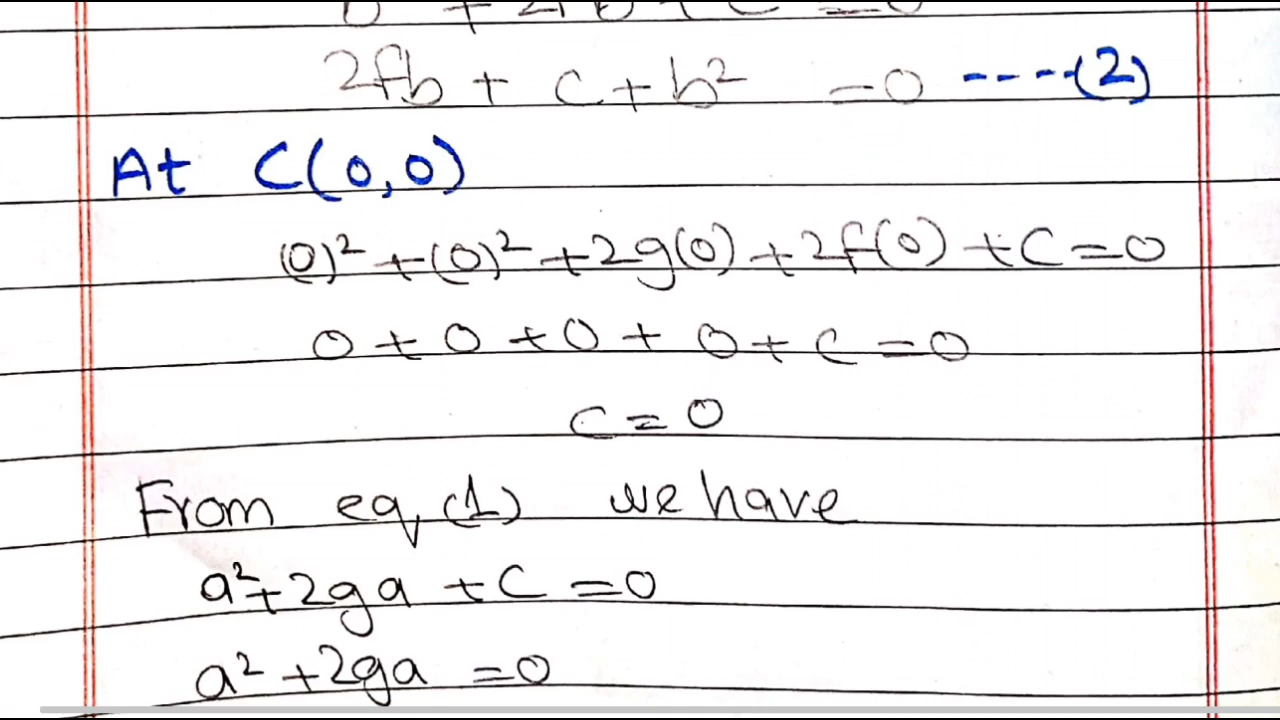 2fb + c + b² = 0 ----(2)
At C(0,0)
(0)² + (0)² + 2g(0) + 2f(0) + c = 0
0 + 0 + 0 + 0 + c = 0
c = 0
From eq (1) we have
a² + 2ga + c = 0
a² + 2ga = 0